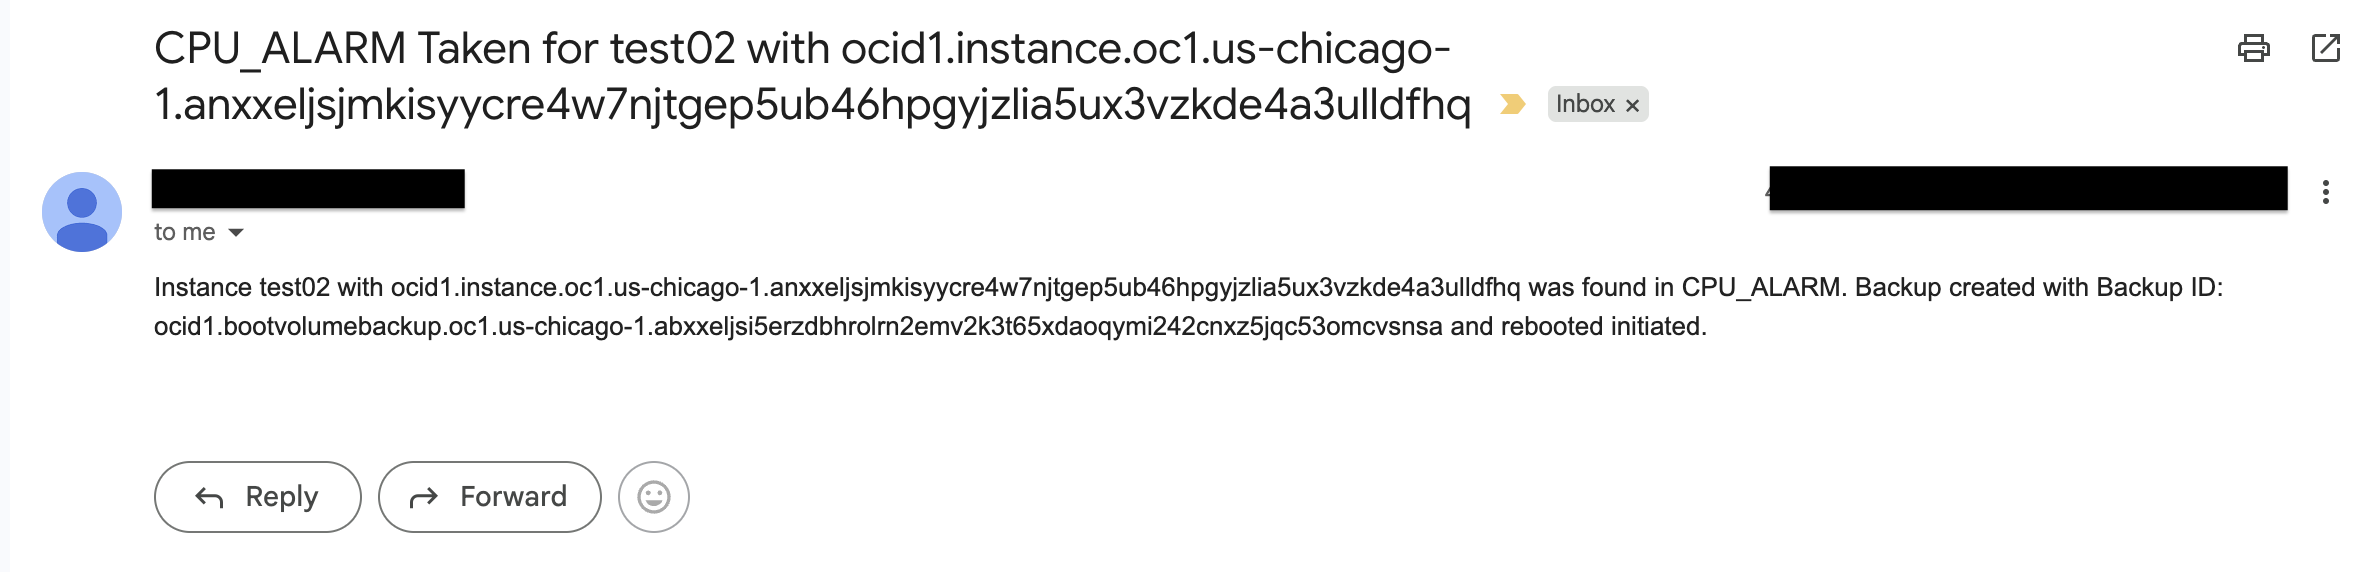 CPU_ALARM Taken for test02 with ocid1.instance.oc1.us-chicago-
1.anxxeljsjmkisyycre4w7njtgep5ub46hpgyjzlia5ux3vzkde4a3ulldfhq Inbox ×
to me
Instance test02 with ocid1.instance.oc1.us-chicago-1.anxxeljsjmkisyycre4w7njtgep5ub46hpgyjzlia5ux3vzkde4a3ulldfhq was found in CPU_ALARM. Backup created with Backup ID:
ocid1.bootvolumebackup.oc1.us-chicago-1.abxxeljsi5erzdbhrolrn2emv2k3t65xdaoqymi242cnxz5jqc53omcvsnsa and rebooted initiated.
Reply Forward